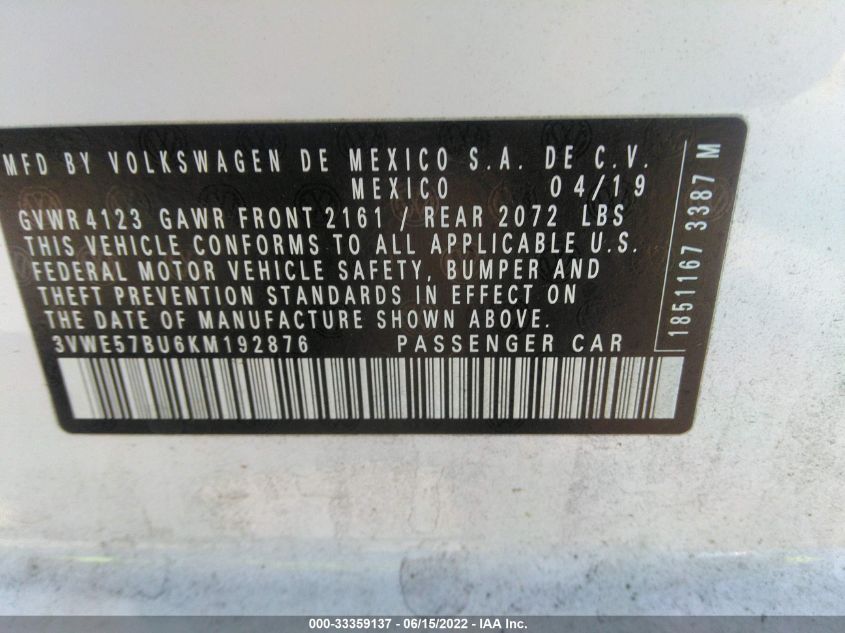 MFD BY VOLKSWAGEN DE MEXICO S.A. DE C.V.
MEXICO 04/19
GVWR 4123 GAWR FRONT 2161 / REAR 2072 LBS
THIS VEHICLE CONFORMS TO ALL APPLICABLE U.S.
FEDERAL MOTOR VEHICLE SAFETY, BUMPER AND
THEFT PREVENTION STANDARDS IN EFFECT ON
THE DATE OF MANUFACTURE SHOWN ABOVE.
3VWE57BU6KM192876 PASSENGER CAR
1851167 3387 M
000-33359137 - 06/15/2022 - IAA Inc.